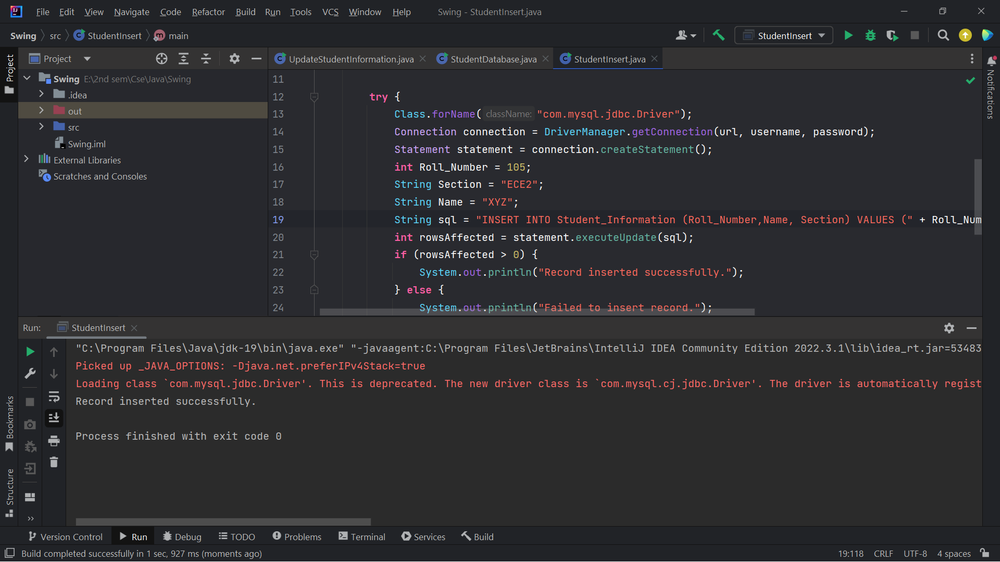 File Edit View Navigate Code Refactor Build Run Tools VCS Window Help Swing - StudentInsert.java
Swing src StudentInsert main StudentInsert
Project
UpdateStudentInformation.java StudentDatabase.java StudentInsert.java
Project
Notifications
Swing E:\2nd sem\Cse\Java\Swing
.idea
out
src
Swing.iml
External Libraries
Scratches and Consoles
11
12 try {
13 Class.forName( className: "com.mysql.jdbc.Driver");
14 Connection connection = DriverManager.getConnection(url, username, password);
15 Statement statement = connection.createStatement();
16 int Roll_Number = 105;
17 String Section = "ECE2";
18 String Name = "XYZ";
19 String sql = "INSERT INTO Student_Information (Roll_Number,Name, Section) VALUES (" + Roll_Num
20 int rowsAffected = statement.executeUpdate(sql);
21 if (rowsAffected > 0) {
22 System.out.println("Record inserted successfully.");
23 } else {
24 System.out.println("Failed to insert record.");
Run: StudentInsert
"C:\Program Files\Java\jdk-19\bin\java.exe" "-javaagent:C:\Program Files\JetBrains\IntelliJ IDEA Community Edition 2022.3.1\lib\idea_rt.jar=53483
Picked up _JAVA_OPTIONS: -Djava.net.preferIPv4Stack=true
Loading class `com.mysql.jdbc.Driver'. This is deprecated. The new driver class is `com.mysql.cj.jdbc.Driver'. The driver is automatically regist
Record inserted successfully.
Process finished with exit code 0
Bookmarks
Structure
Version Control Run Debug TODO Problems Terminal Services Build
Build completed successfully in 1 sec, 927 ms (moments ago) 19:118 CRLF UTF-8 4 spaces